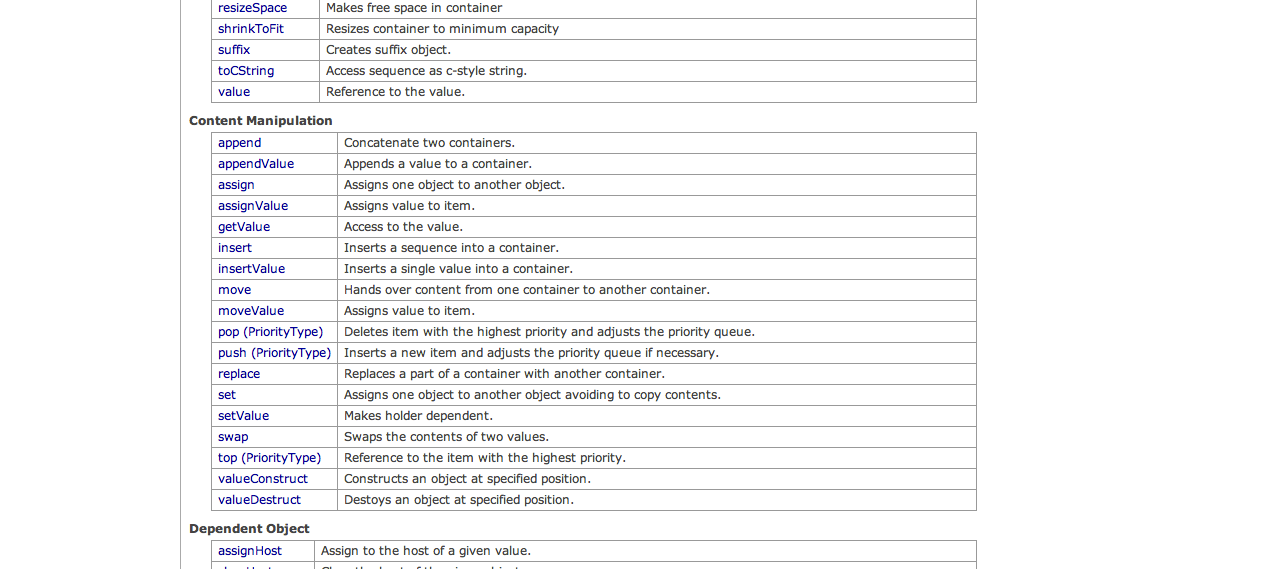 resizeSpace Makes free space in container
shrinkToFit Resizes container to minimum capacity
suffix Creates suffix object.
toCString Access sequence as c-style string.
value Reference to the value.
Content Manipulation
append Concatenate two containers.
appendValue Appends a value to a container.
assign Assigns one object to another object.
assignValue Assigns value to item.
getValue Access to the value.
insert Inserts a sequence into a container.
insertValue Inserts a single value into a container.
move Hands over content from one container to another container.
moveValue Assigns value to item.
pop (PriorityType) Deletes item with the highest priority and adjusts the priority queue.
push (PriorityType) Inserts a new item and adjusts the priority queue if necessary.
replace Replaces a part of a container with another container.
set Assigns one object to another object avoiding to copy contents.
setValue Makes holder dependent.
swap Swaps the contents of two values.
top (PriorityType) Reference to the item with the highest priority.
valueConstruct Constructs an object at specified position.
valueDestruct Destoys an object at specified position.
Dependent Object
assignHost Assign to the host of a given value.